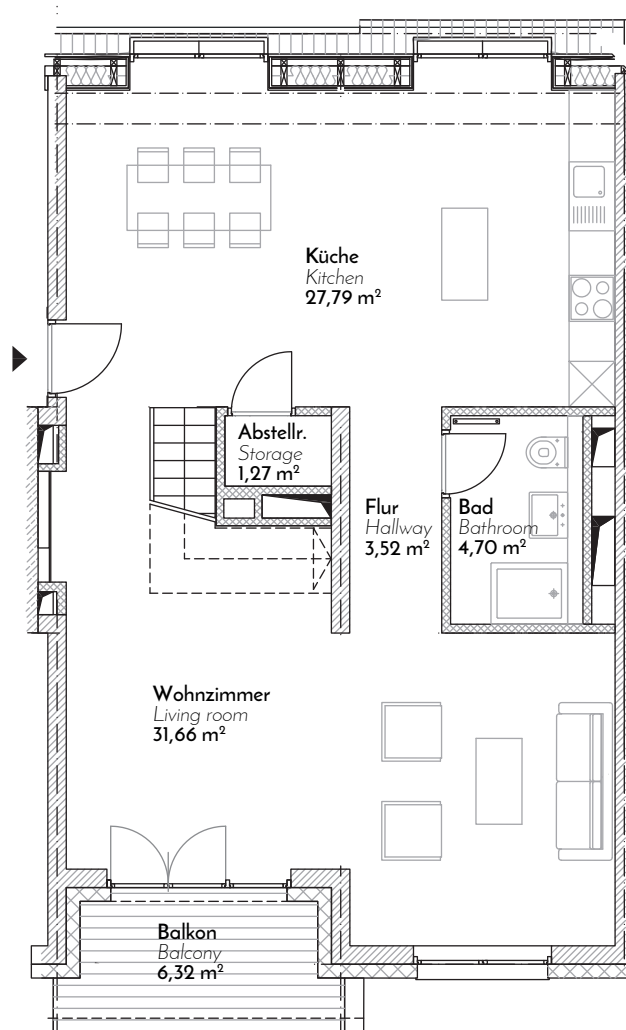 Küche
Kitchen
27,79 m²
Abstellr.
Storage
1,27 m²
Flur
Hallway
3,52 m²
Bad
Bathroom
4,70 m²
Wohnzimmer
Living room
31,66 m²
Balkon
Balcony
6,32 m²